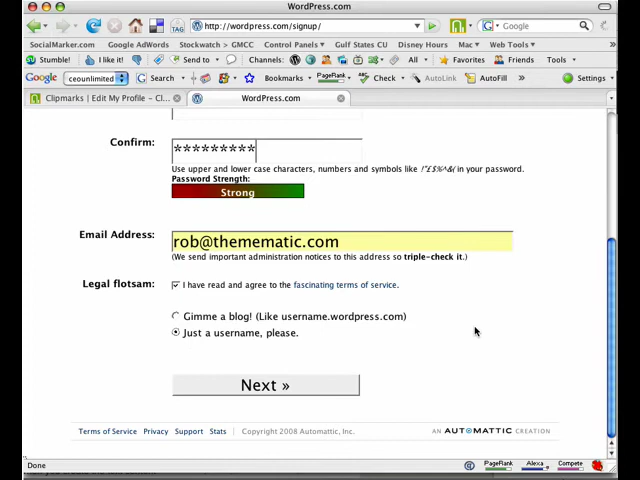 WordPress.com
TAG
http://wordpress.com/signup/
Google
SocialMarker.com Google AdWords Stockwatch > GMCC Control Panels Gulf States CU Disney Hours Mac Web Tools
Stumble! I like it! Send to Channels: All Favorites Friends Tools
Google ceounlimited Search Bookmarks PageRank Check AutoLink AutoFill Settings
Clipmarks | Edit My Profile – Cl... WordPress.com
Confirm: *********
Use upper and lower case characters, numbers and symbols like !"£$%^&( in your password.
Password Strength:
Strong
Email Address: rob@themematic.com
(We send important administration notices to this address so triple-check it.)
Legal flotsam: I have read and agree to the fascinating terms of service.
Gimme a blog! (Like username.wordpress.com)
Just a username, please.
Next »
Terms of Service Privacy Support Stats Copyright 2008 Automattic, Inc. AN AUTOMATTIC CREATION
Done PageRank Alexa Compete